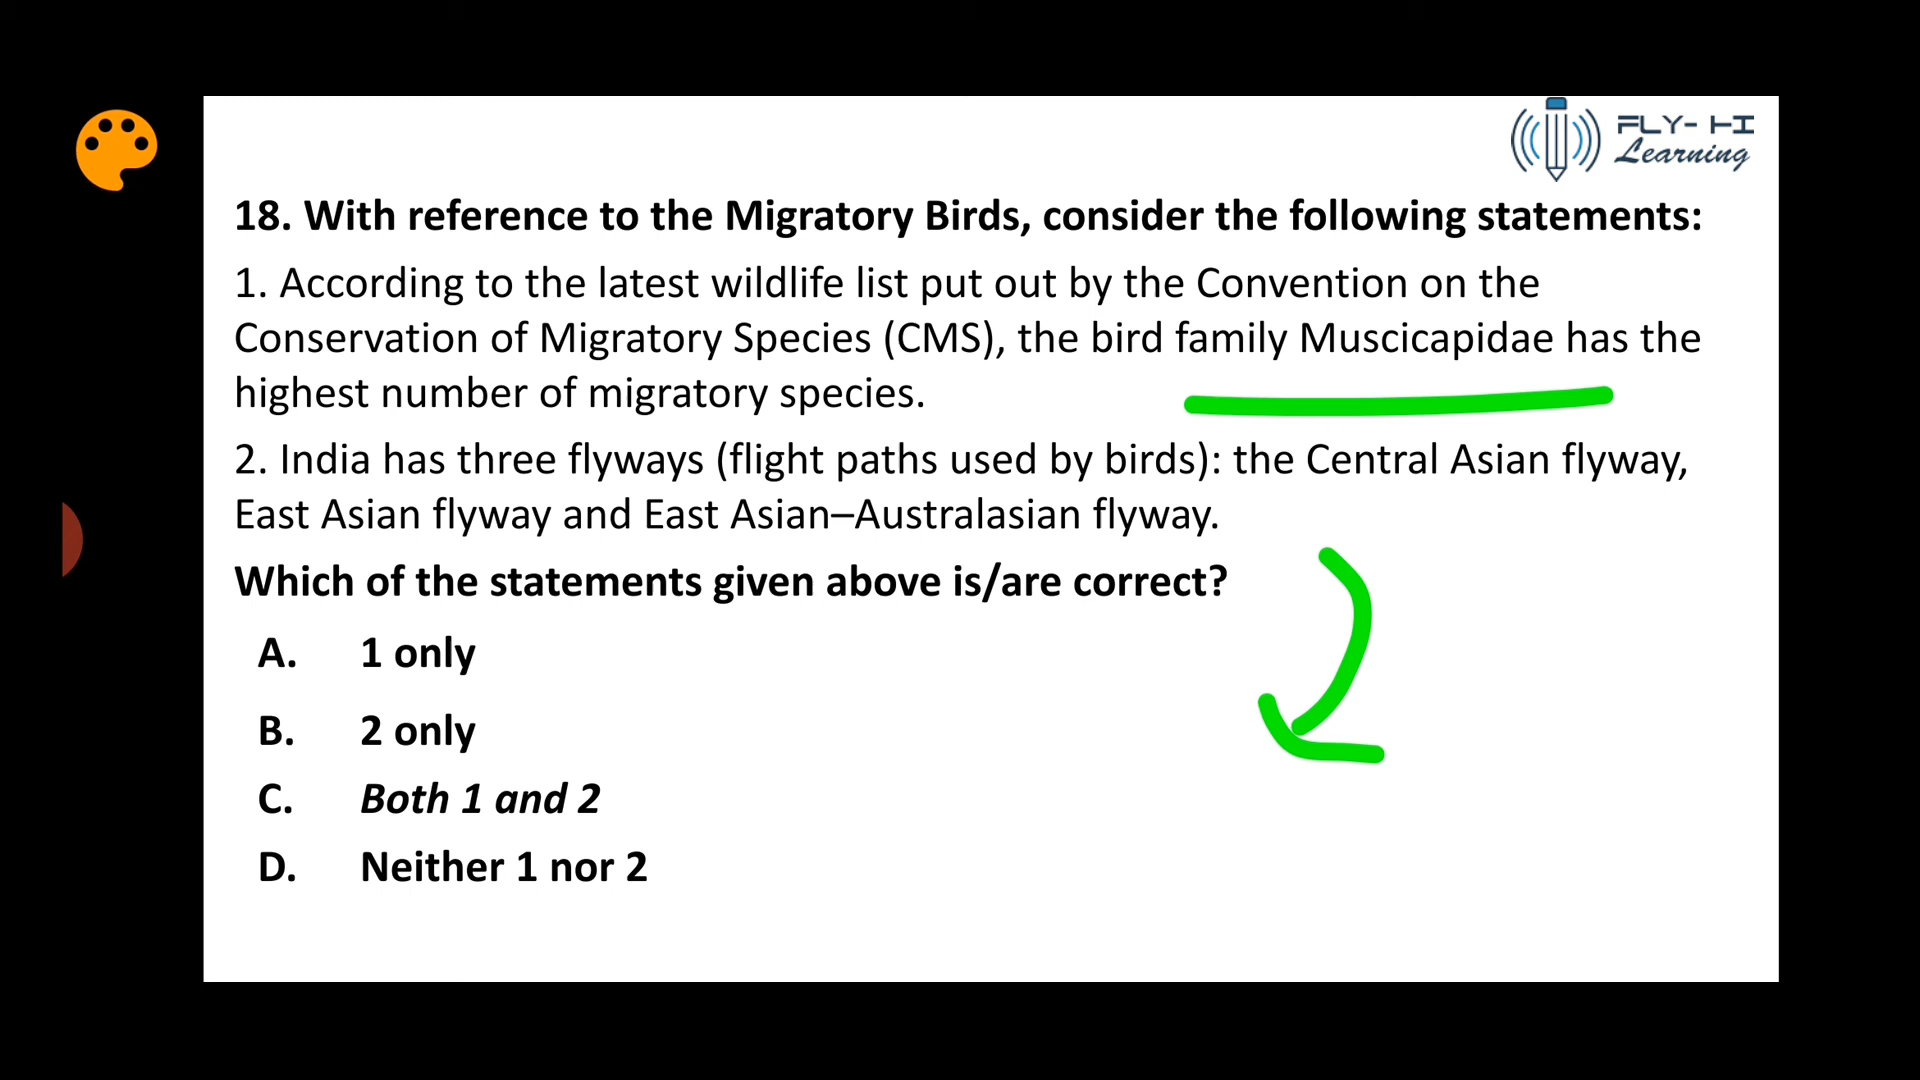 FLY-HI
Learning
18. With reference to the Migratory Birds, consider the following statements:
1. According to the latest wildlife list put out by the Convention on the
Conservation of Migratory Species (CMS), the bird family Muscicapidae has the
highest number of migratory species.
2. India has three flyways (flight paths used by birds): the Central Asian flyway,
East Asian flyway and East Asian–Australasian flyway.
Which of the statements given above is/are correct?
A. 1 only
B. 2 only
C. Both 1 and 2
D. Neither 1 nor 2